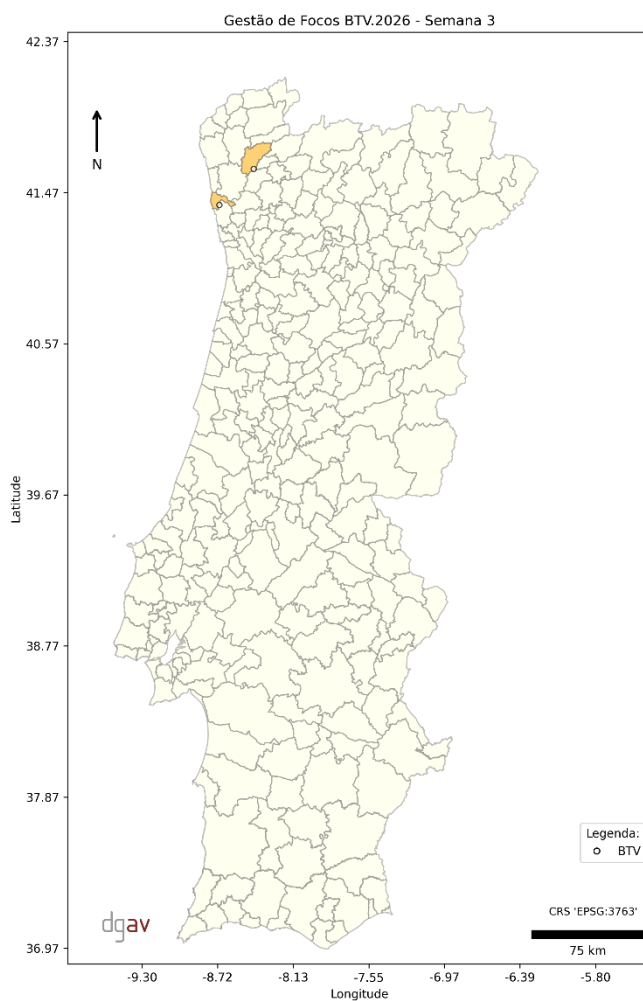 Gestão de Focos BTV.2026 - Semana 3
42.37
N
41.47
40.57
39.67
Latitude
38.77
37.87
Legenda:
BTV
CRS 'EPSG:3763'
dgav
75 km
36.97
-9.30 -8.72 -8.13 -7.55 -6.97 -6.39 -5.80
Longitude